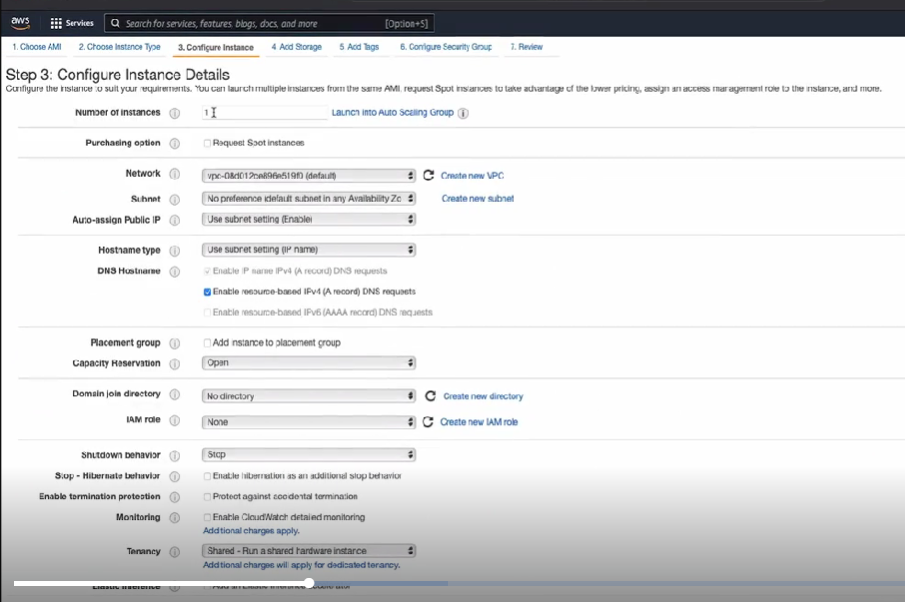 aws Services Search for services, features, blogs, docs, and more [Option+S]
1. Choose AMI 2. Choose Instance Type 3. Configure Instance 4. Add Storage 5. Add Tags 6. Configure Security Group 7. Review
Step 3: Configure Instance Details
Configure the instance to suit your requirements. You can launch multiple instances from the same AMI, request Spot instances to take advantage of the lower pricing, assign an access management role to the instance, and more.
Number of instances 1 Launch into Auto Scaling Group
Purchasing option Request Spot instances
Network (default) Create new VPC
Subnet No preference (default subnet in any Availability Zo Create new subnet
Auto-assign Public IP Use subnet setting (Enable)
Hostname type Use subnet setting (IP name)
DNS Hostname Enable IP name IPv4 (A record) DNS requests
Enable resource-based IPv4 (A record) DNS requests
Enable resource-based IPv6 (AAAA record) DNS requests
Placement group Add instance to placement group
Capacity Reservation Open
Domain join directory No directory Create new directory
IAM role None Create new IAM role
Shutdown behavior Stop
Stop - Hibernate behavior Enable hibernation as an additional stop behavior
Enable termination protection Protect against accidental termination
Monitoring Enable CloudWatch detailed monitoring
Additional charges apply.
Tenancy Shared - Run a shared hardware instance
Additional charges will apply for dedicated tenancy.
Elastic Inference